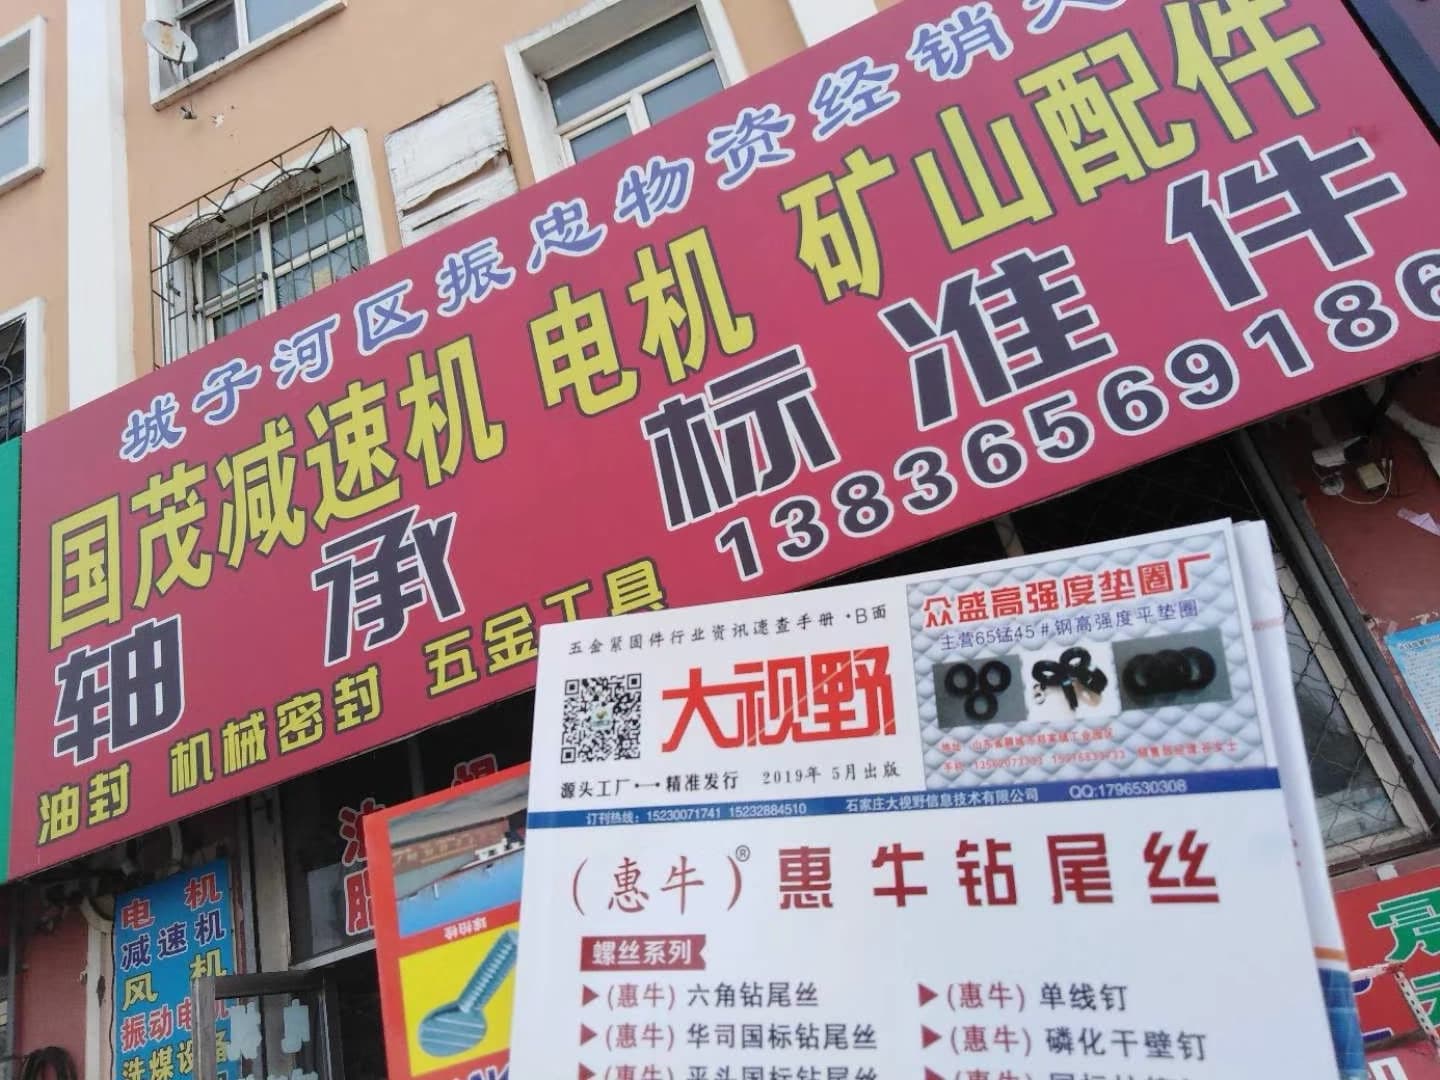 城子河区振忠物资经销
国茂减速机 电机 矿山配件
轴承 标准件
油封 机械密封 五金工具
13836569186
电机
减速机
风机
振动电机
洗煤设备
五金紧固件行业资讯速查手册·B面
大视野
源头工厂 精准发行 2019年 5月出版
众盛高强度垫圈厂
主营65锰45#钢高强度平垫圈
订刊热线：15230071741 15232884510 石家庄大视野信息技术有限公司 QQ:1796530308
（惠牛）® 惠牛钻尾丝
螺丝系列
▶(惠牛) 六角钻尾丝 ▶(惠牛) 单线钉
▶(惠牛) 华司国标钻尾丝 ▶(惠牛) 磷化干壁钉